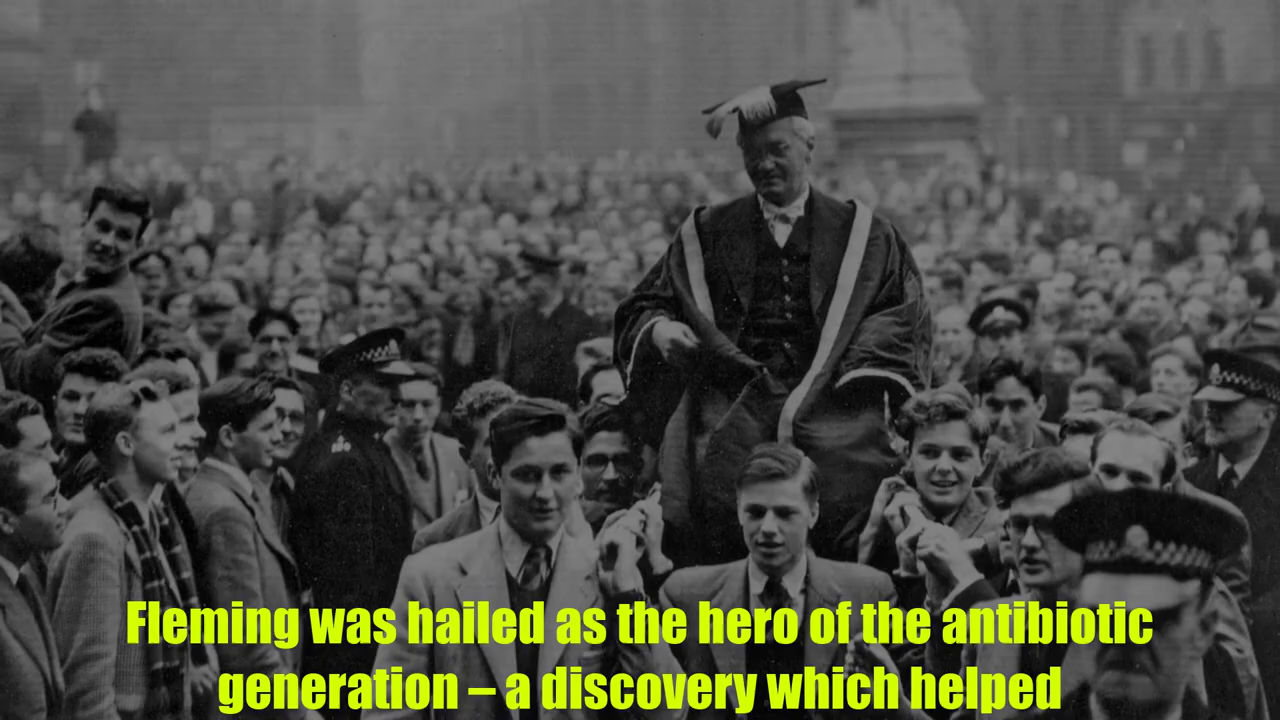 Fleming was hailed as the hero of the antibiotic
generation – a discovery which helped